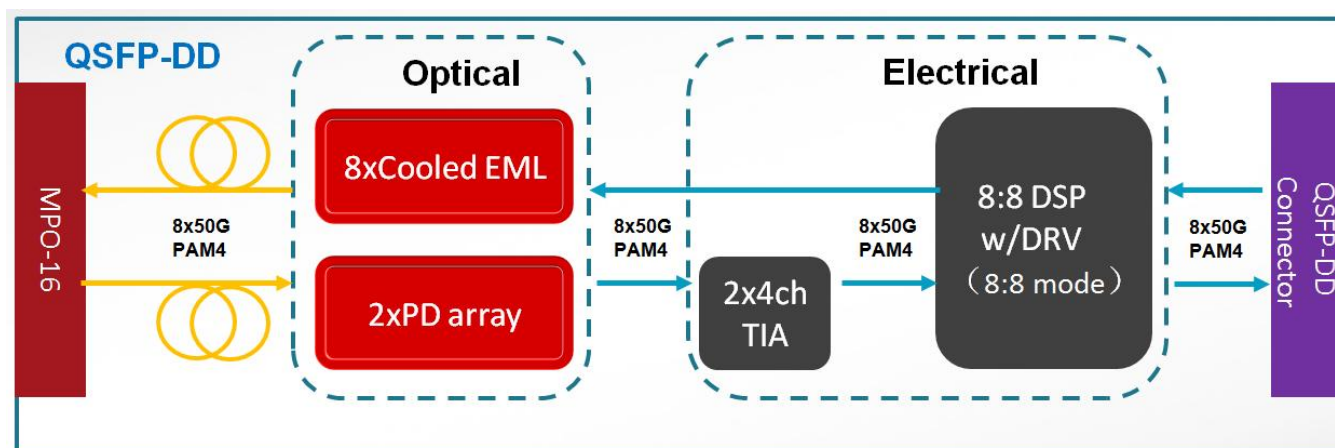 QSFP-DD
Optical
Electrical
MPO-16
8x50G
PAM4
8xCooled EML
2xPD array
8x50G
PAM4
2x4ch
TIA
8x50G
PAM4
8:8 DSP
w/DRV
（8:8 mode）
8x50G
PAM4
QSFP-DD
Connector